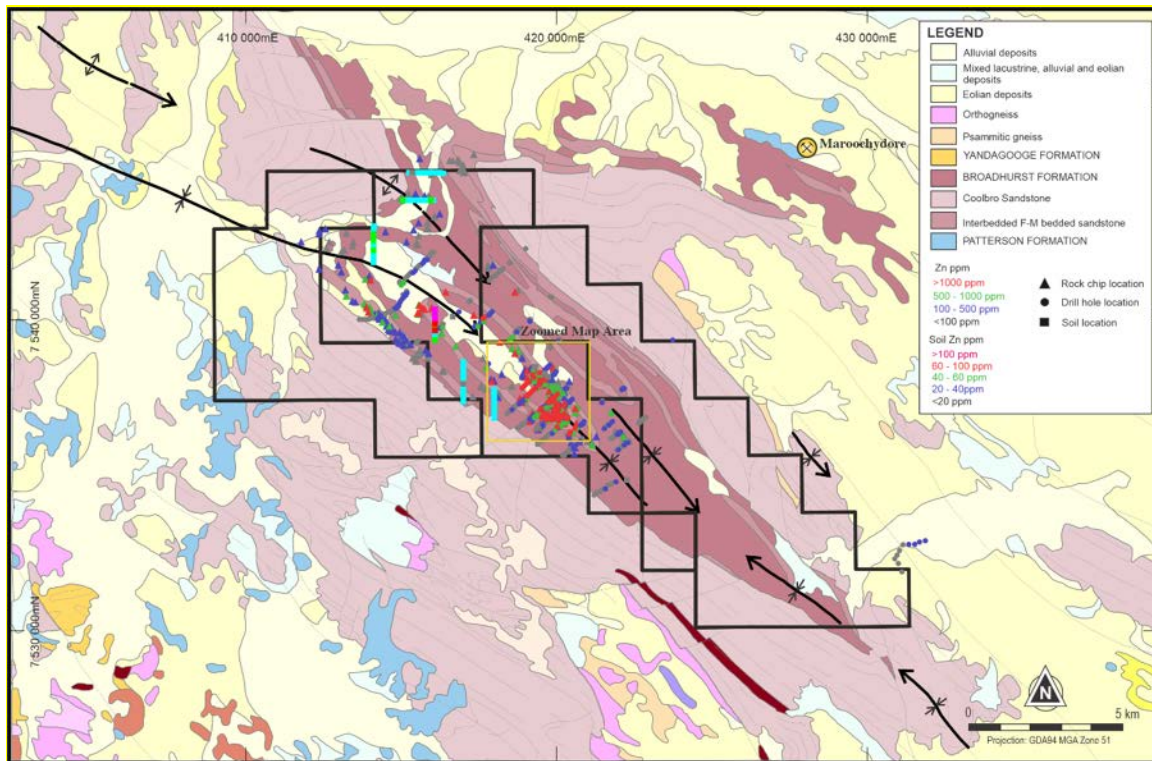 410 000mE
420 000mE
430 000mE
7 540 000mN
7 530 000mN
Maroochydore
Zoomed Map Area
LEGEND
Alluvial deposits
Mixed lacustrine, alluvial and eolian
deposits
Eolian deposits
Orthogneiss
Psammitic gneiss
YANDAGOOGE FORMATION
BROADHURST FORMATION
Coolbro Sandstone
Interbedded F-M bedded sandstone
PATTERSON FORMATION
Zn ppm
>1000 ppm
500 - 1000 ppm
100 - 500 ppm
<100 ppm
Rock chip location
Drill hole location
Soil location
Soil Zn ppm
>100 ppm
60 - 100 ppm
40 - 60 ppm
20 - 40ppm
<20 ppm
N
0
5 km
Projection: GDA94 MGA Zone 51